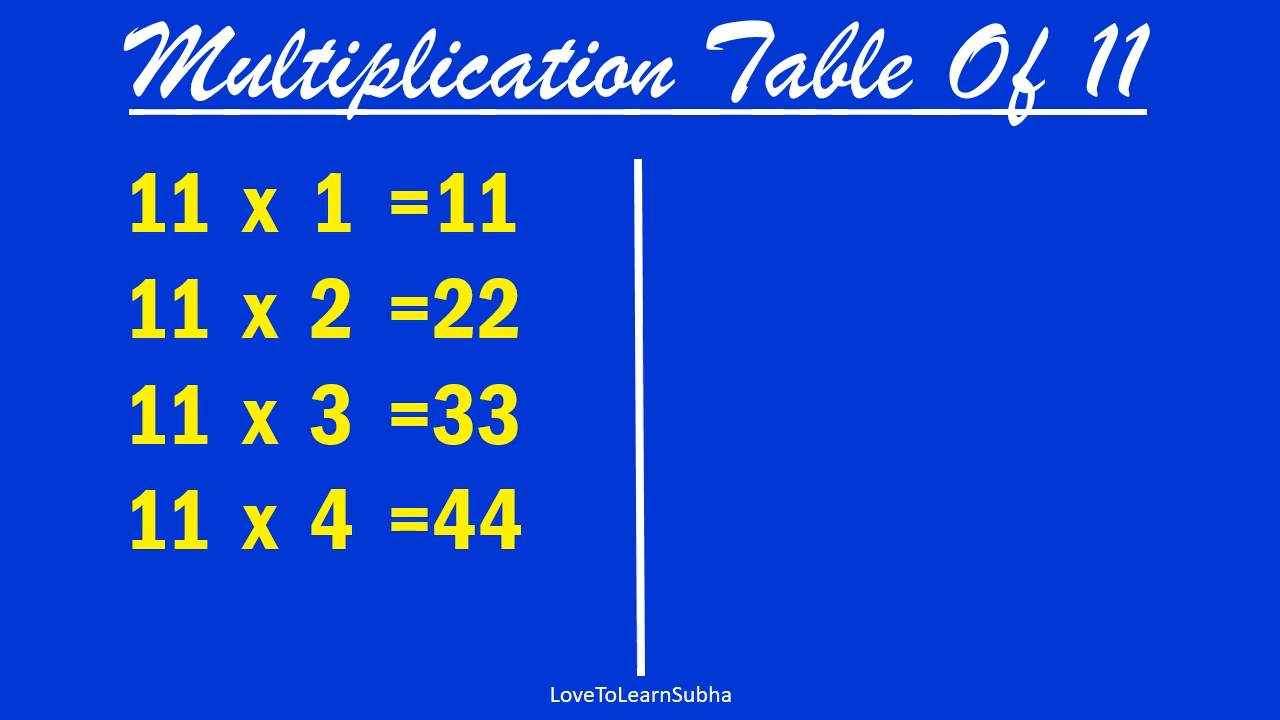 Multiplication Table Of 11
11 x 1 =11
11 x 2 =22
11 x 3 =33
11 x 4 =44
LoveToLearnSubha